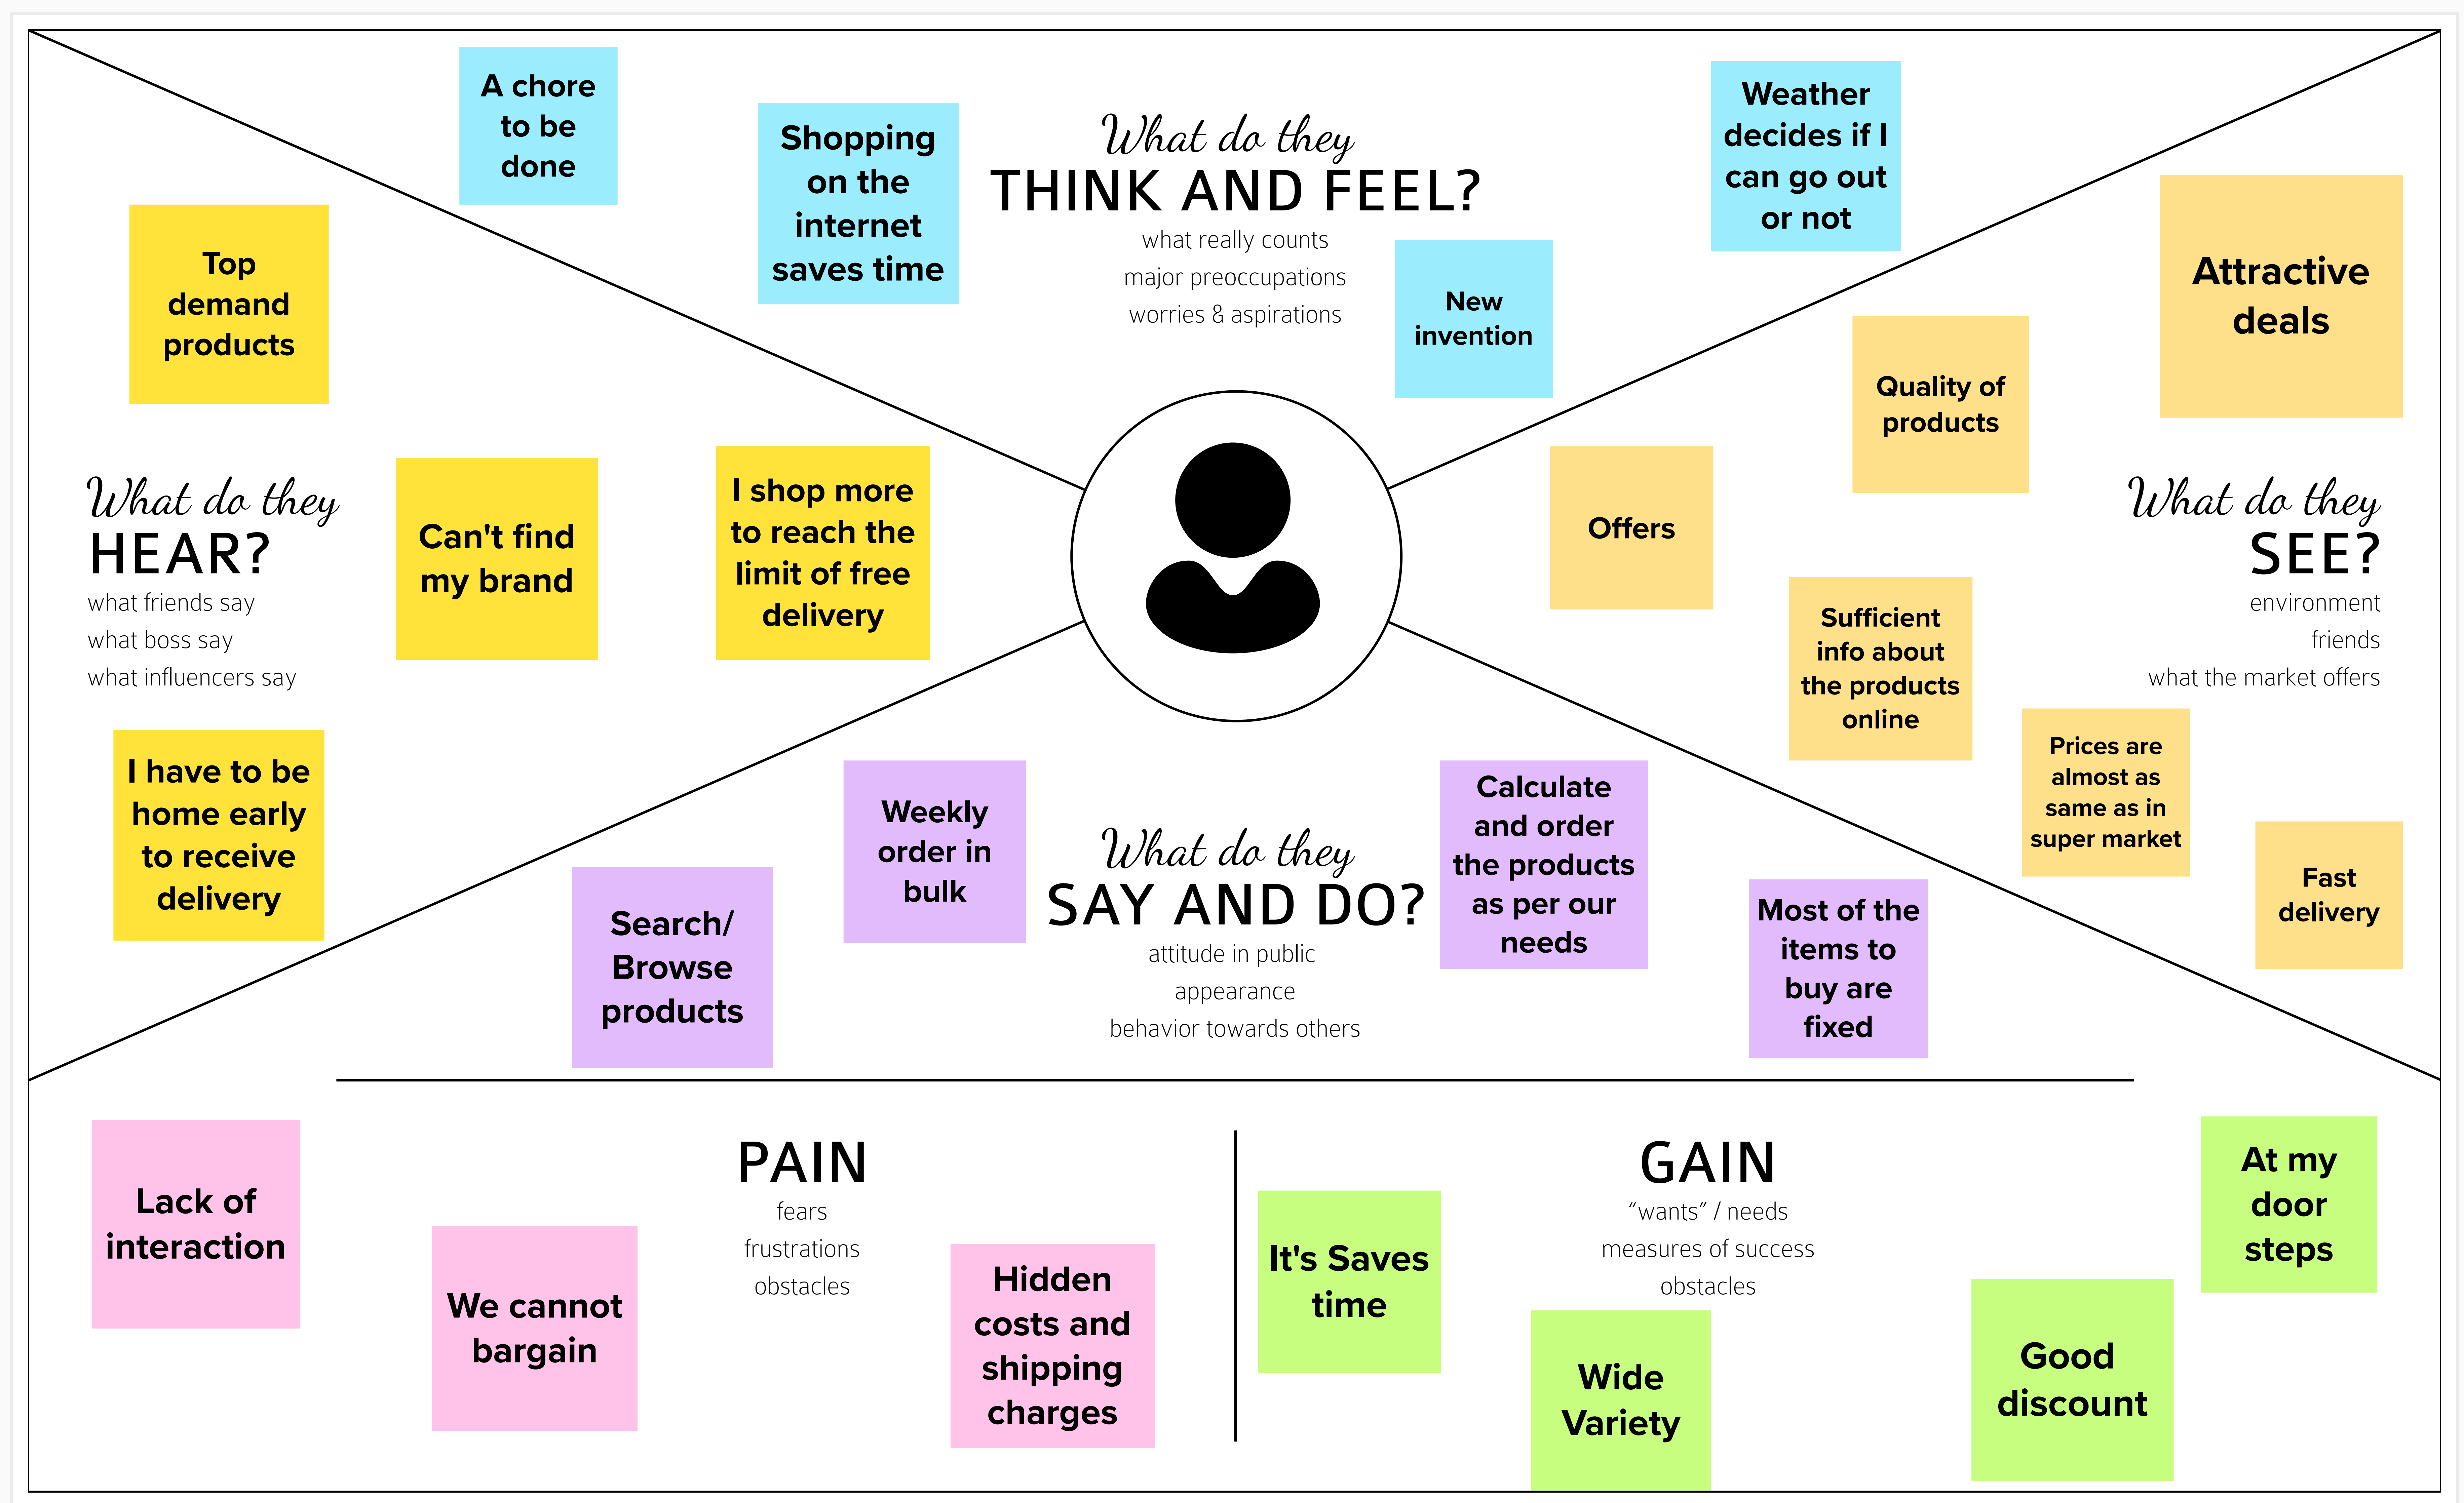 What do they
THINK AND FEEL?
what really counts
major preoccupations
worries & aspirations
A chore
to be
done
Shopping
on the
internet
saves time
New
invention
Weather
decides if I
can go out
or not
What do they
HEAR?
what friends say
what boss say
what influencers say
Top
demand
products
Can't find
my brand
I shop more
to reach the
limit of free
delivery
I have to be
home early
to receive
delivery
What do they
SEE?
environment
friends
what the market offers
Attractive
deals
Quality of
products
Offers
Sufficient
info about
the products
online
Prices are
almost as
same as in
super market
Fast
delivery
What do they
SAY AND DO?
attitude in public
appearance
behavior towards others
Search/
Browse
products
Weekly
order in
bulk
Calculate
and order
the products
as per our
needs
Most of the
items to
buy are
fixed
PAIN
fears
frustrations
obstacles
Lack of
interaction
We cannot
bargain
Hidden
costs and
shipping
charges
GAIN
“wants” / needs
measures of success
obstacles
It's Saves
time
Wide
Variety
Good
discount
At my
door
steps